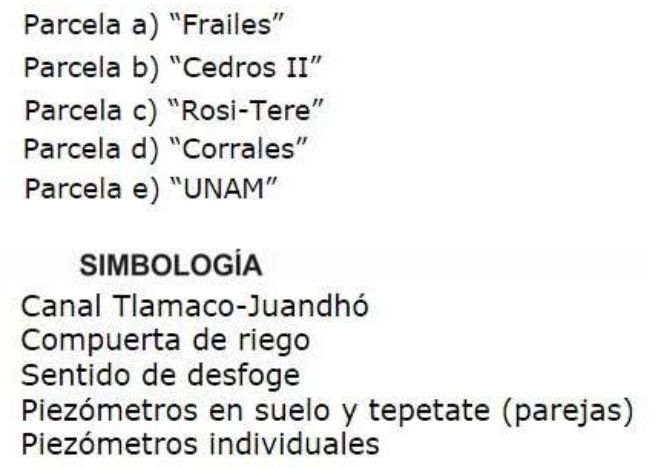 Parcela a) “Frailes”
Parcela b) “Cedros II”
Parcela c) “Rosi-Tere”
Parcela d) “Corrales”
Parcela e) “UNAM”
SIMBOLOGÍA
Canal Tlamaco-Juandhó
Compuerta de riego
Sentido de desfoge
Piezómetros en suelo y tepetate (parejas)
Piezómetros individuales